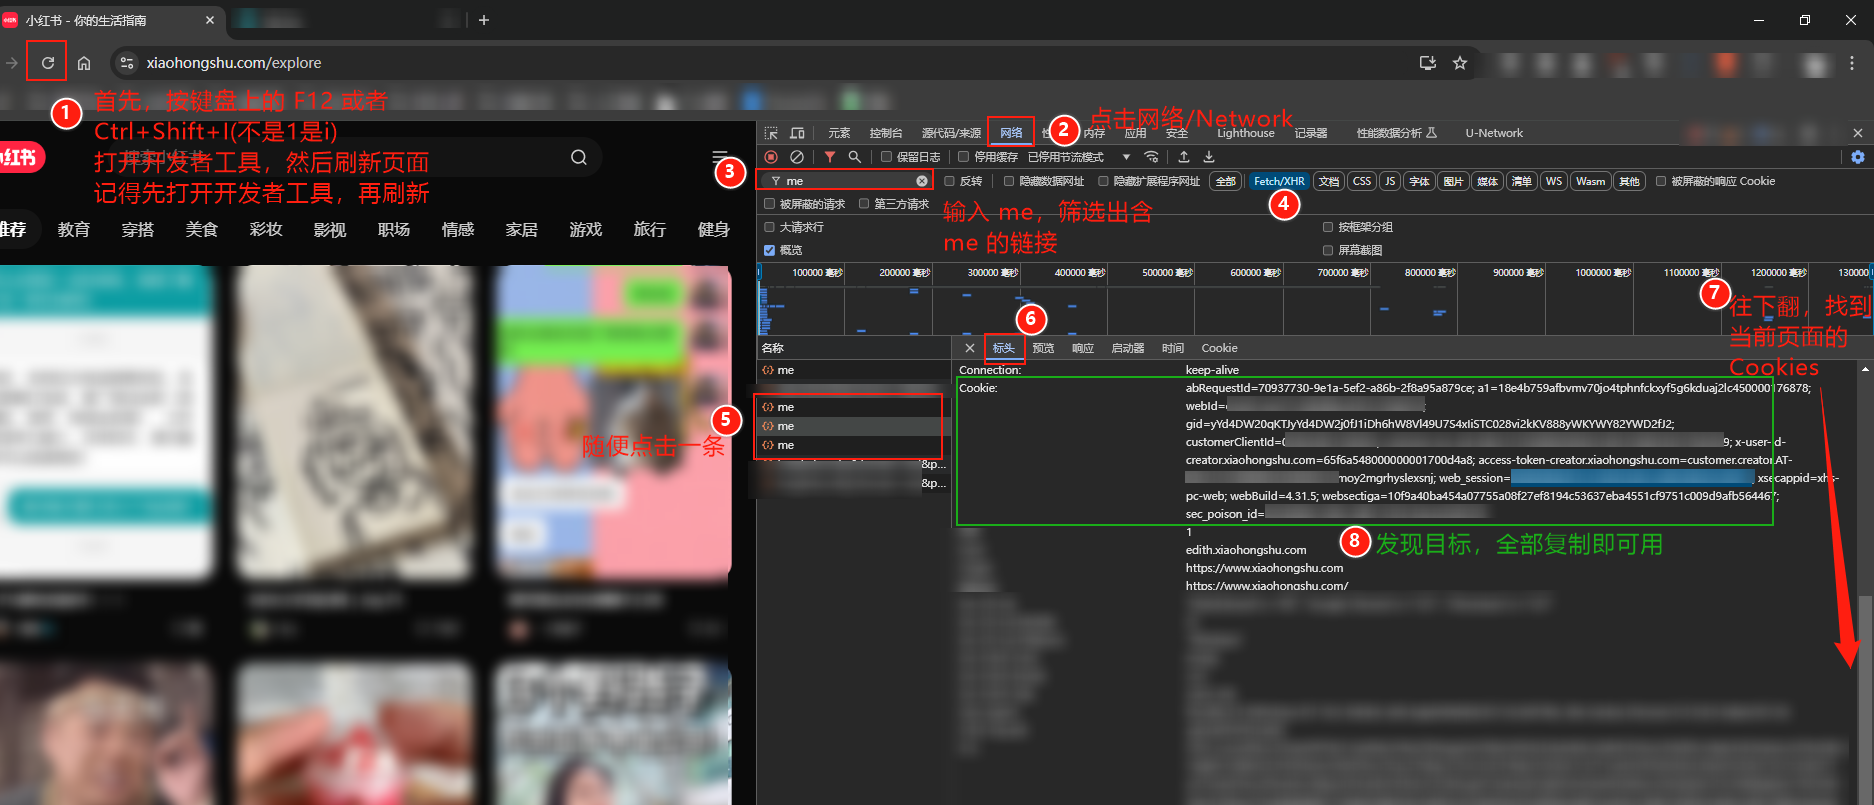 小红书 - 你的生活指南
xiaohongshu.com/explore
1
首先，按键盘上的 F12 或者
Ctrl+Shift+I(不是1是i)
打开开发者工具，然后刷新页面
记得先打开开发者工具，再刷新
红书
推荐 教育 穿搭 美食 彩妆 影视 职场 情感 家居 游戏 旅行 健身
元素 控制台 源代码/来源 网络 内存 应用 安全 Lighthouse 记录器 性能数据分析 U-Network
2
点击网络/Network
保留日志 停用缓存 已停用节流模式
3
me 反转 隐藏数据网址 隐藏扩展程序网址 全部 Fetch/XHR 文档 CSS JS 字体 图片 媒体 清单 WS Wasm 其他 被屏蔽的响应 Cookie
4
被屏蔽的请求 第三方请求
输入 me，筛选出含
me 的链接
大请求行 按框架分组
概览 屏幕截图
100000 毫秒 200000 毫秒 300000 毫秒 400000 毫秒 500000 毫秒 600000 毫秒 700000 毫秒 800000 毫秒 900000 毫秒 1000000 毫秒 1100000 毫秒 1200000 毫秒 130000
6
7
往下翻，找到
当前页面的
Cookies
名称
标头 预览 响应 启动器 时间 Cookie
me
me
me
me
&p...
&p...
5
随便点击一条
Connection: keep-alive
Cookie: abRequestId=70937730-9e1a-5ef2-a86b-2f8a95a879ce; a1=18e4b759afbvmv70jo4tphnfckxyf5g6kduaj2lc450000176878;
webId=
gid=yYd4DW20qKTJyYd4DW2j0fJ1iDh6hW8Vl49U7S4xliSTC028vi2kKV888yWKYWY82YWD2fJ2;
customerClientId= 9; x-user-id-
creator.xiaohongshu.com=65f6a548000000001700d4a8; access-token-creator.xiaohongshu.com=customer.creator.AT-
moy2mgrhyslexsnj; web_session= xsecappid=xhs-
pc-web; webBuild=4.31.5; websectiga=10f9a40ba454a07755a08f27ef8194c53637eba4551cf9751c009d9afb564467;
sec_poison_id=
1
edith.xiaohongshu.com
https://www.xiaohongshu.com
https://www.xiaohongshu.com/
8
发现目标，全部复制即可用